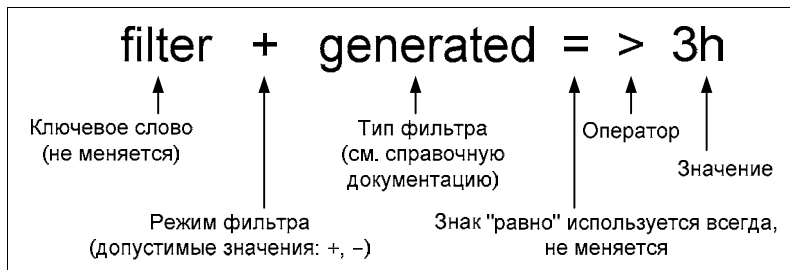 filter + generated = > 3h
Ключевое слово
(не меняется)
Тип фильтра
(см. справочную
документацию)
Оператор
Значение
Режим фильтра
(допустимые значения: +, –)
Знак "равно" используется всегда,
не меняется